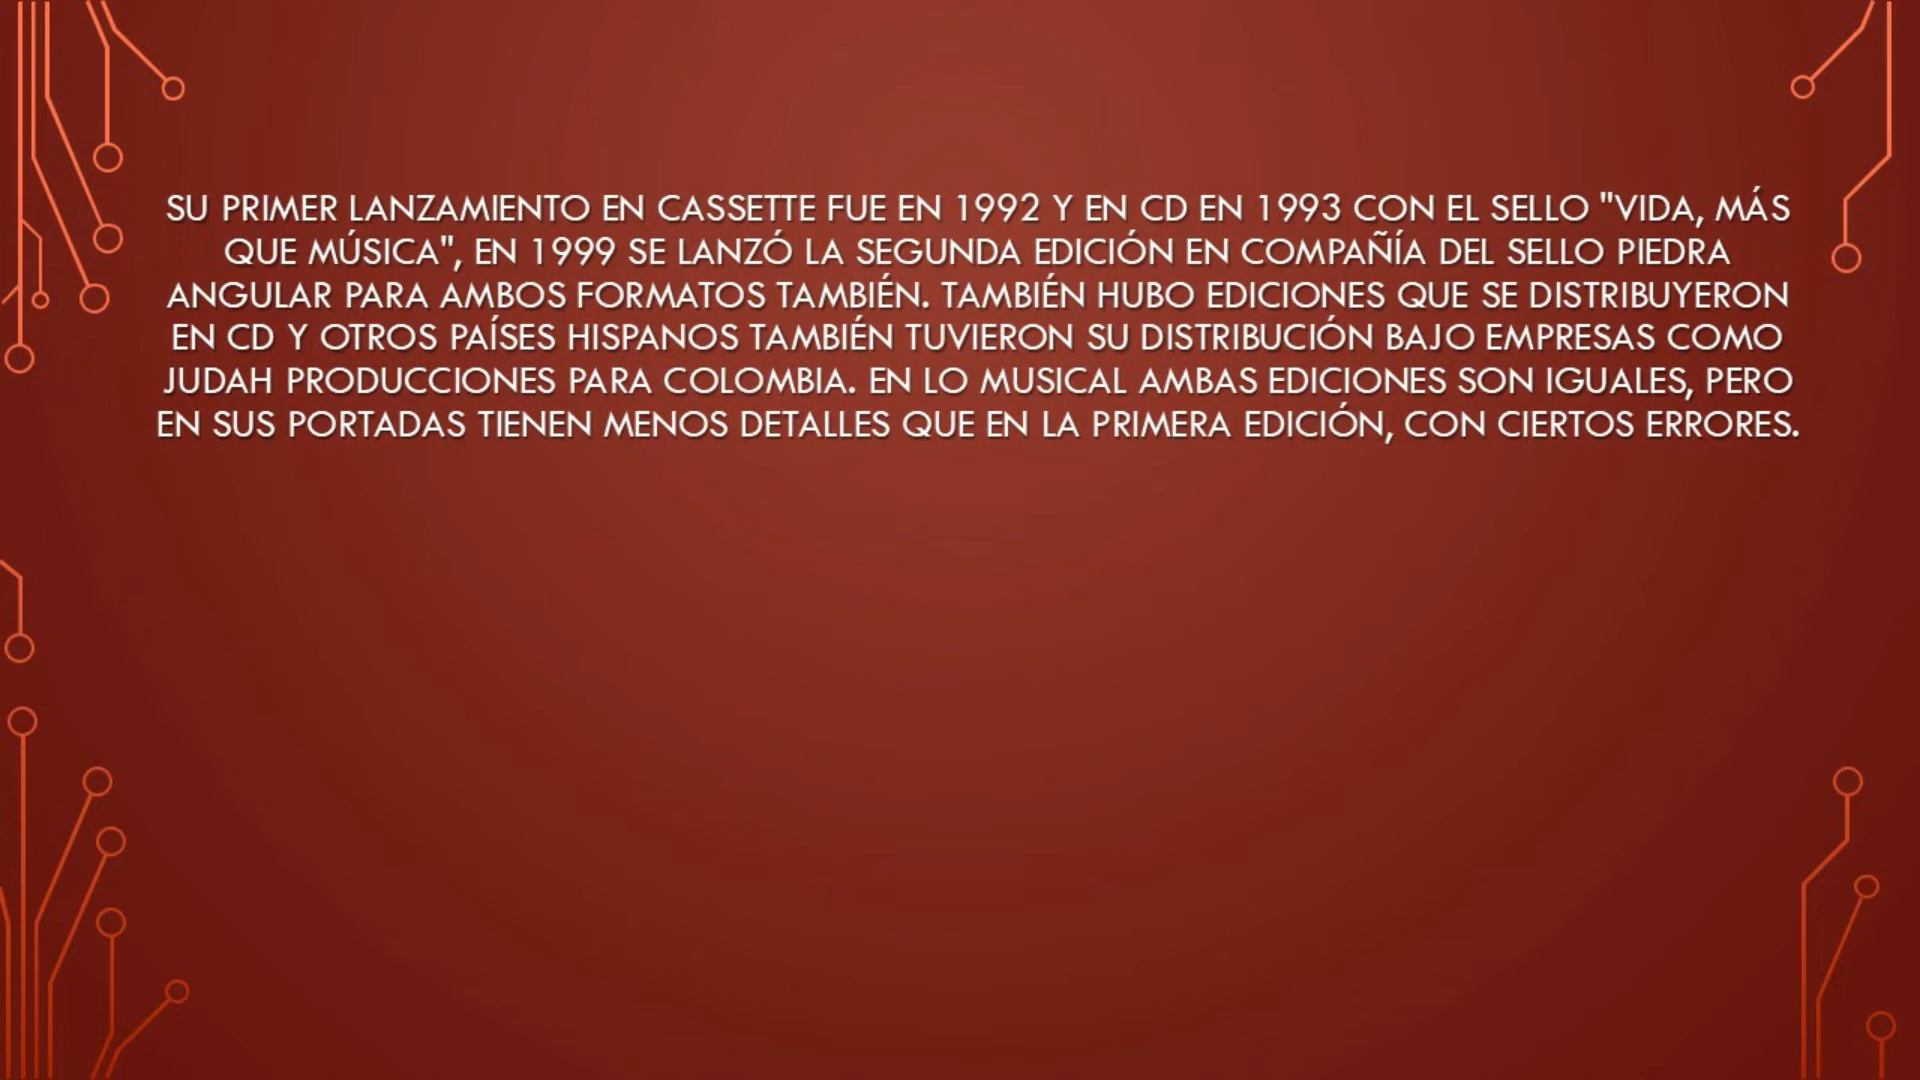 SU PRIMER LANZAMIENTO EN CASSETTE FUE EN 1992 Y EN CD EN 1993 CON EL SELLO "VIDA, MÁS
QUE MÚSICA", EN 1999 SE LANZÓ LA SEGUNDA EDICIÓN EN COMPAÑÍA DEL SELLO PIEDRA
ANGULAR PARA AMBOS FORMATOS TAMBIÉN. TAMBIÉN HUBO EDICIONES QUE SE DISTRIBUYERON
EN CD Y OTROS PAÍSES HISPANOS TAMBIÉN TUVIERON SU DISTRIBUCIÓN BAJO EMPRESAS COMO
JUDAH PRODUCCIONES PARA COLOMBIA. EN LO MUSICAL AMBAS EDICIONES SON IGUALES, PERO
EN SUS PORTADAS TIENEN MENOS DETALLES QUE EN LA PRIMERA EDICIÓN, CON CIERTOS ERRORES.